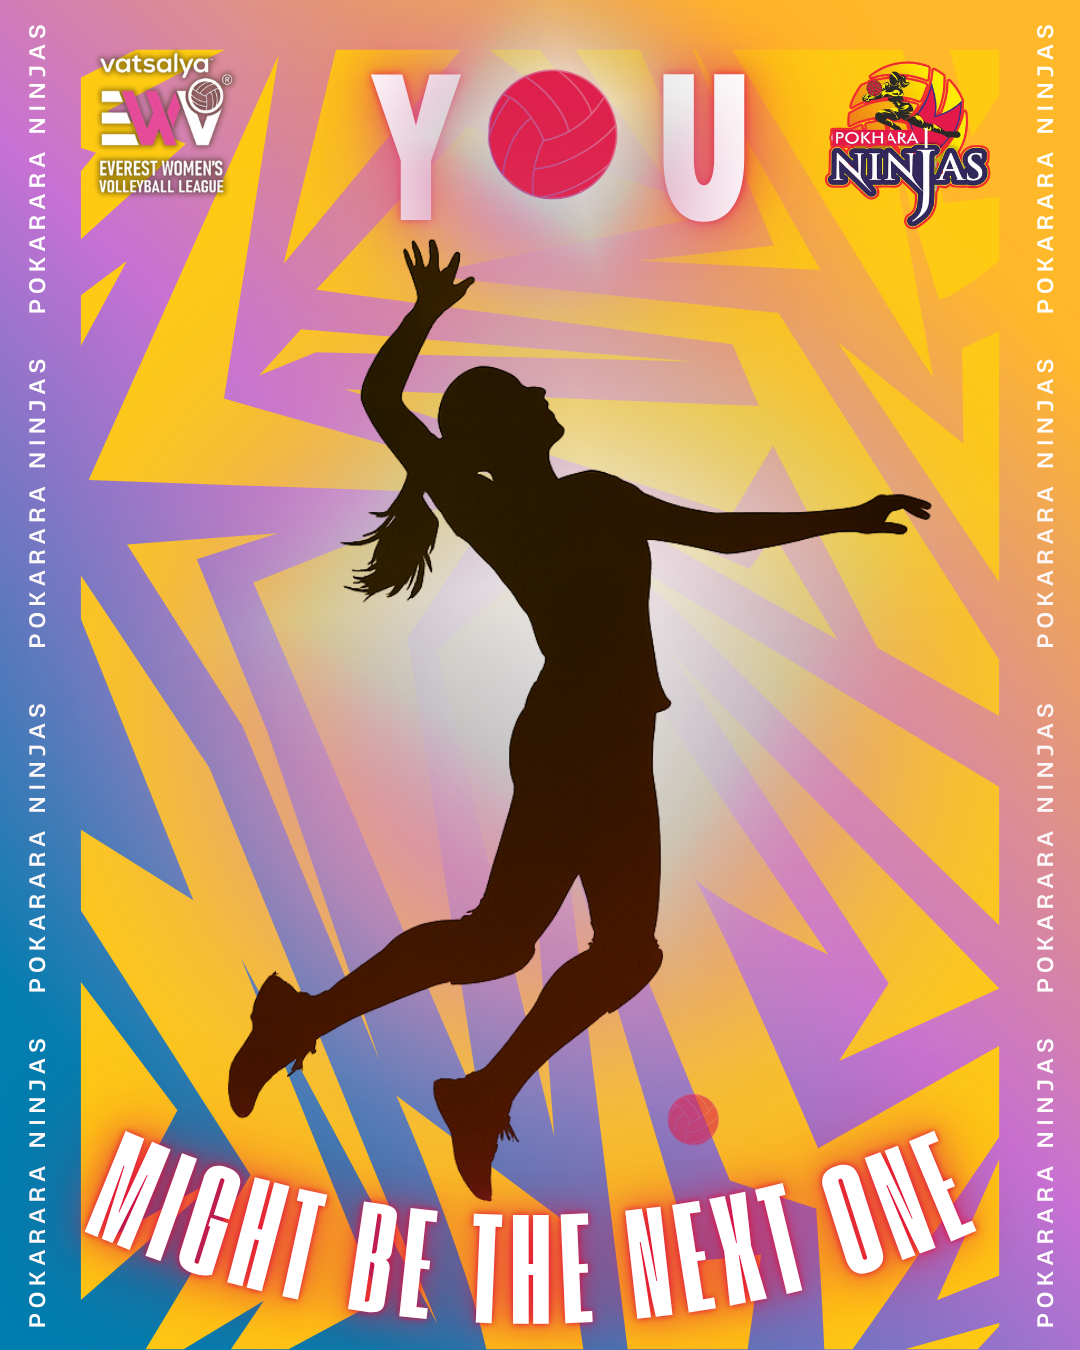 vatsalya
EWV®
EVEREST WOMEN'S
VOLLEYBALL LEAGUE
Y U
POKHARA
NINJAS
MIGHT BE THE NEXT ONE
POKARARA NINJAS
POKARARA NINJAS
POKARARA NINJAS
POKARARA NINJAS
POKARARA NINJAS
POKARARA NINJAS
POKARARA NINJAS
POKARARA NINJAS